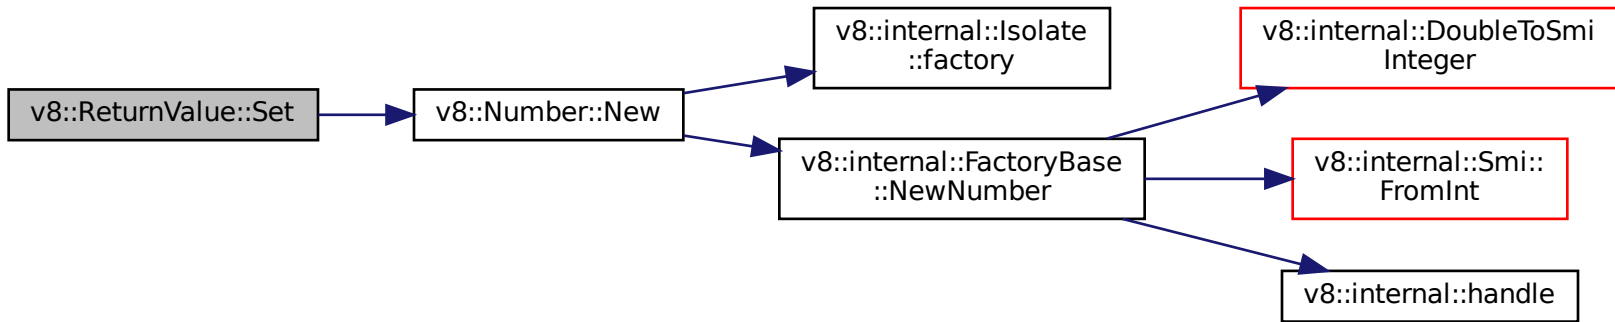 v8::ReturnValue::Set
v8::Number::New
v8::internal::Isolate
::factory
v8::internal::FactoryBase
::NewNumber
v8::internal::DoubleToSmi
Integer
v8::internal::Smi::
FromInt
v8::internal::handle